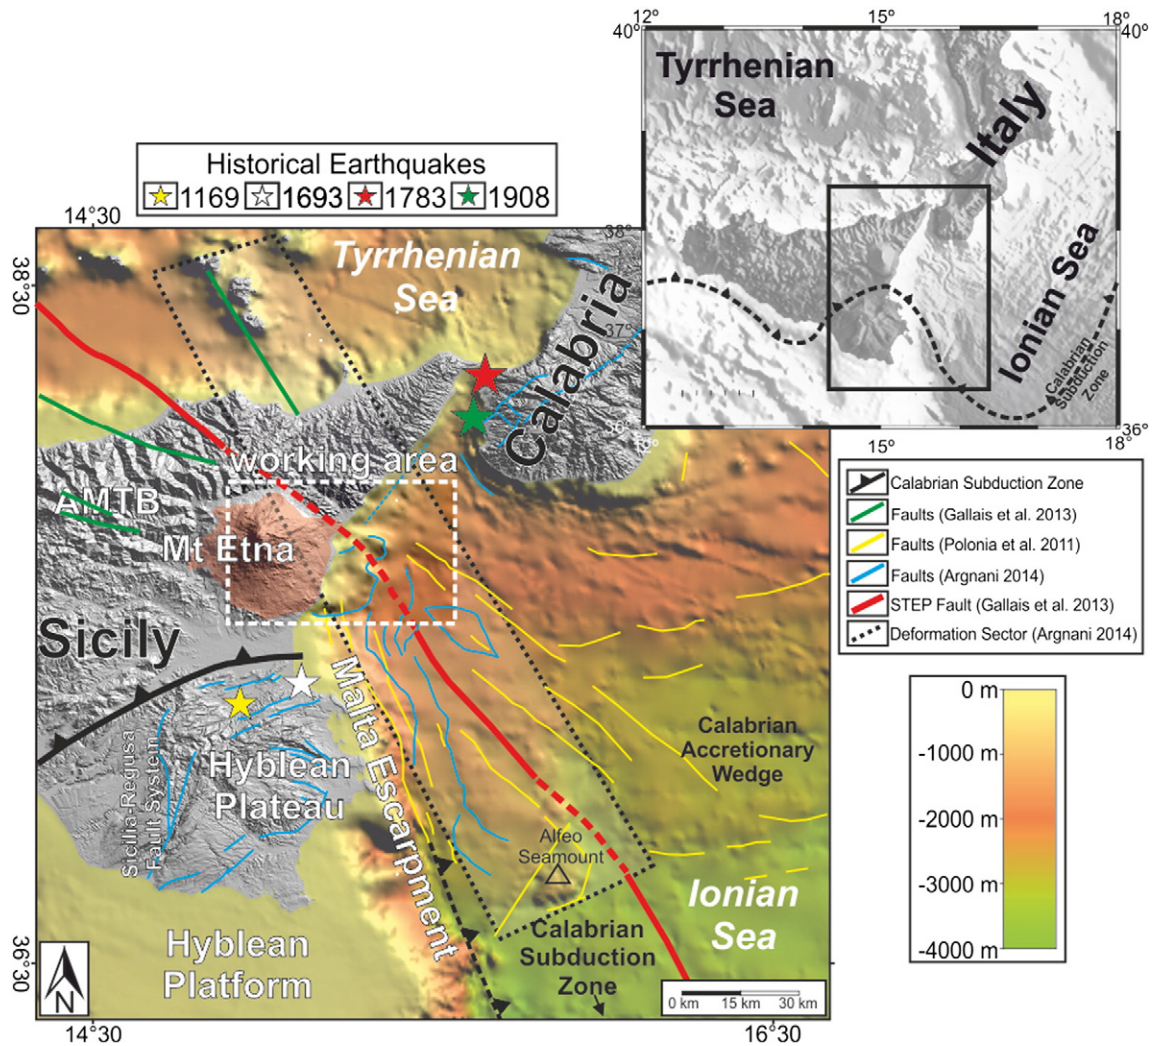 12°
15°
18°
40°
40°
Tyrrhenian
Sea
Italy
Ionian Sea
Calabrian
Subduction
Zone
36°
15°
18°
Historical Earthquakes
1169
1693
1783
1908
14°30
38°
37°
38°30
Tyrrhenian
Sea
Calabria
working area
AMTB
Mt Etna
Sicily
Malta Escarpment
Sicilia-Regusa
Fault System
Hyblean
Plateau
Calabrian
Accretionary
Wedge
Alfeo
Seamount
Ionian
Sea
Calabrian
Subduction
Zone
Hyblean
Platform
36°30
N
0 km 15 km 30 km
14°30
16°30
Calabrian Subduction Zone
Faults (Gallais et al. 2013)
Faults (Polonia et al. 2011)
Faults (Argnani 2014)
STEP Fault (Gallais et al. 2013)
Deformation Sector (Argnani 2014)
0 m
-1000 m
-2000 m
-3000 m
-4000 m